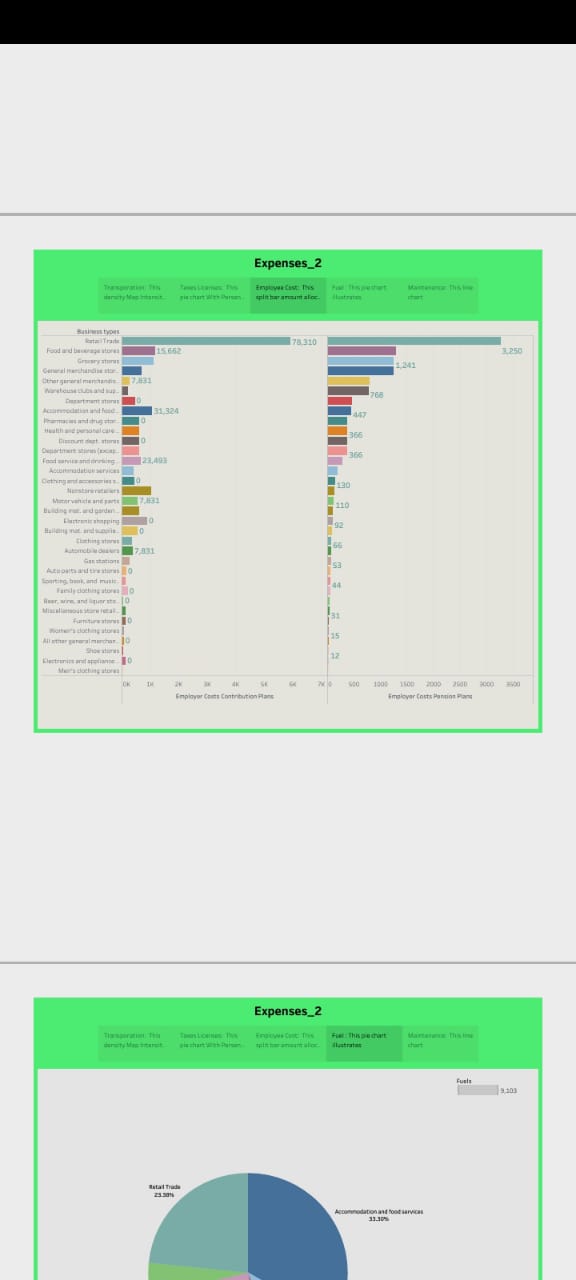 Expenses_2
Transporation: This density Map Intensit..
Taxes Licenses: This pie chart With Persen..
Employee Cost: This split bar amount alloc..
Fuel : This pie chart illustrates
Maintenance: This line chart
Business types
Retail Trade
78,310
Food and beverage stores
15,662
3,250
Grocery stores
General merchandise stor..
1,241
Other general merchandis..
7,831
Warehouse clubs and sup..
768
Department stores
0
Accommodation and food..
31,324
447
Pharmacies and drug stor..
0
Health and personal care..
366
Discount dept. stores
0
Department stores (excep..
366
Food service and drinking..
23,493
Accommodation services
Clothing and accessories s..
0
130
Nonstore retailers
Motor vehicle and parts
7,831
Building mat. and garden..
110
Electronic shopping
0
92
Building mat. and supplie..
0
Clothing stores
66
Automobile dealers
7,831
Gas stations
53
Auto parts and tire stores
0
Sporting, book, and music..
44
Family clothing stores
0
Beer, wine, and liquor sto..
0
Miscellaneous store retail..
31
Furniture stores
0
Women's clothing stores
15
All other general merchan..
0
Shoe stores
12
Electronics and appliance..
0
Men's clothing stores
0K 1K 2K 3K 4K 5K 6K 7K
0 500 1000 1500 2000 2500 3000 3500
Employer Costs Contribution Plans
Employer Costs Pension Plans
Expenses_2
Transporation: This density Map Intensit..
Taxes Licenses: This pie chart With Persen..
Employee Cost: This split bar amount alloc..
Fuel : This pie chart illustrates
Maintenance: This line chart
Fuels
9,103
Retail Trade
23.38%
Accommodation and food services
33.30%